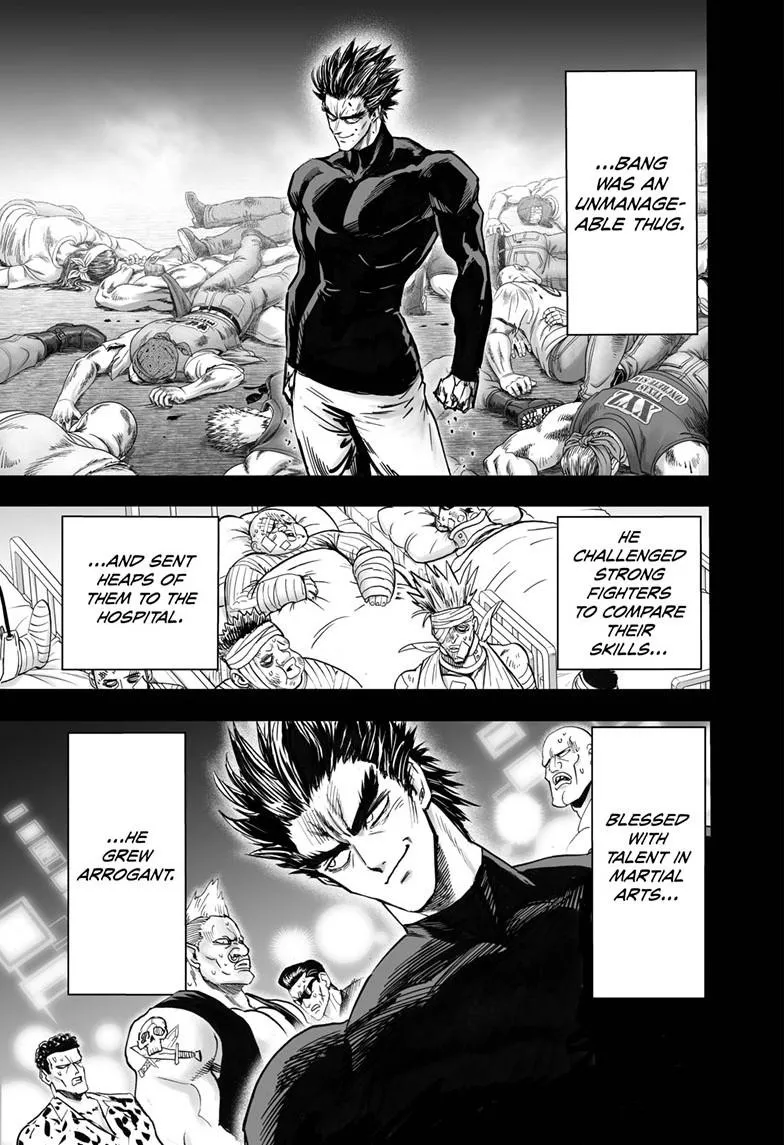 ...BANG
WAS AN
UNMANAGE-
ABLE THUG.
HE
CHALLENGED
STRONG
FIGHTERS
TO COMPARE
THEIR
SKILLS...
...AND SENT
HEAPS OF
THEM TO THE
HOSPITAL.
BLESSED
WITH
TALENT IN
MARTIAL
ARTS...
...HE
GREW
ARROGANT.